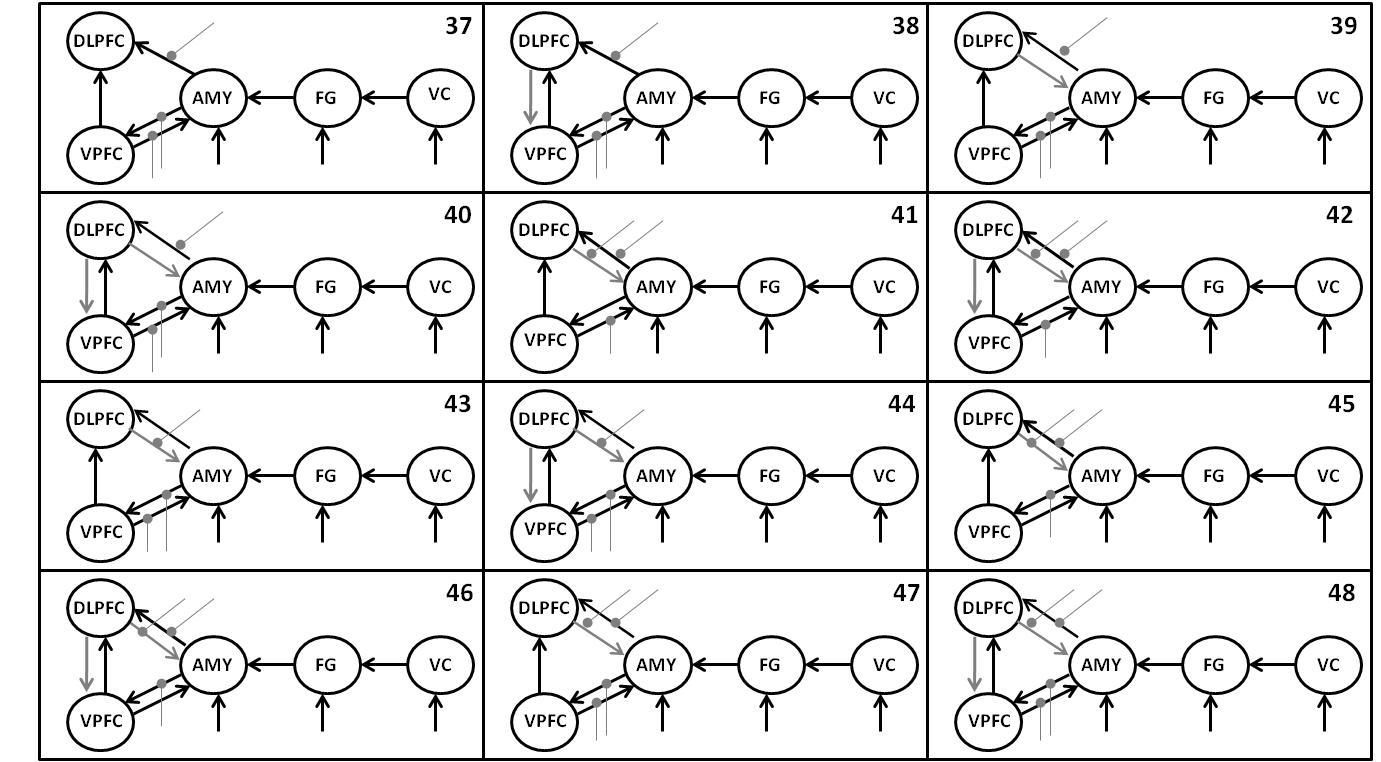 37
DLPFC
AMY FG VC
VPFC
38
DLPFC
AMY FG VC
VPFC
39
DLPFC
AMY FG VC
VPFC
40
DLPFC
AMY FG VC
VPFC
41
DLPFC
AMY FG VC
VPFC
42
DLPFC
AMY FG VC
VPFC
43
DLPFC
AMY FG VC
VPFC
44
DLPFC
AMY FG VC
VPFC
45
DLPFC
AMY FG VC
VPFC
46
DLPFC
AMY FG VC
VPFC
47
DLPFC
AMY FG VC
VPFC
48
DLPFC
AMY FG VC
VPFC